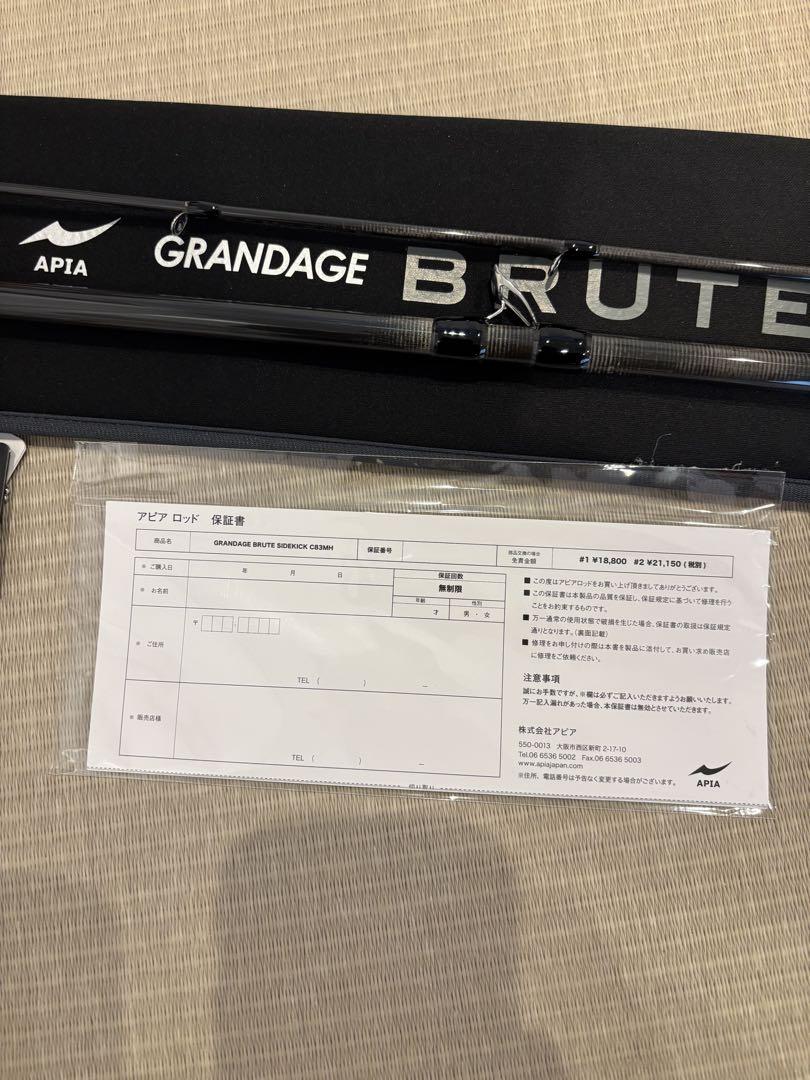 APIA
GRANDAGE BRUTE
アピア ロッド 保証書
商品名 GRANDAGE BRUTE SIDEKICK C83MH 保証番号 商品交換の場合 免責金額 #1 ¥18,800 #2 ¥21,150 (税別)
※ ご購入日 年 月 日
保証回数
無制限
※ お名前
年齢 性別
才 男 ・ 女
※ ご住所
〒 -
TEL ( ) –
※ 販売店様
TEL ( ) –
■ この度はアピアロッドをお買い上げ頂きましてありがとうございます。
■ この保証書は本製品の品質を保証し、保証規定に基づいて修理を行う
ことをお約束するものです。
■ 万一通常の使用状態で破損を生じた場合、保証書の取扱は保証規定
通りとなります。(裏面記載)
■ 修理をお申し付けの際は本書を製品に添付して、お買い求め販売店
に修理をご依頼ください。
注意事項
誠にお手数ですが、※欄は必ずご記入いただきますようお願いいたします。
万一記入漏れがあった場合、本保証書は無効とさせていただきます。
株式会社アピア
550-0013 大阪市西区新町 2-17-10
Tel.06 6536 5002 Fax.06 6536 5003
www.apiajapan.com
※住所、電話番号は予告なく変更する場合がございます。
APIA
切り取り